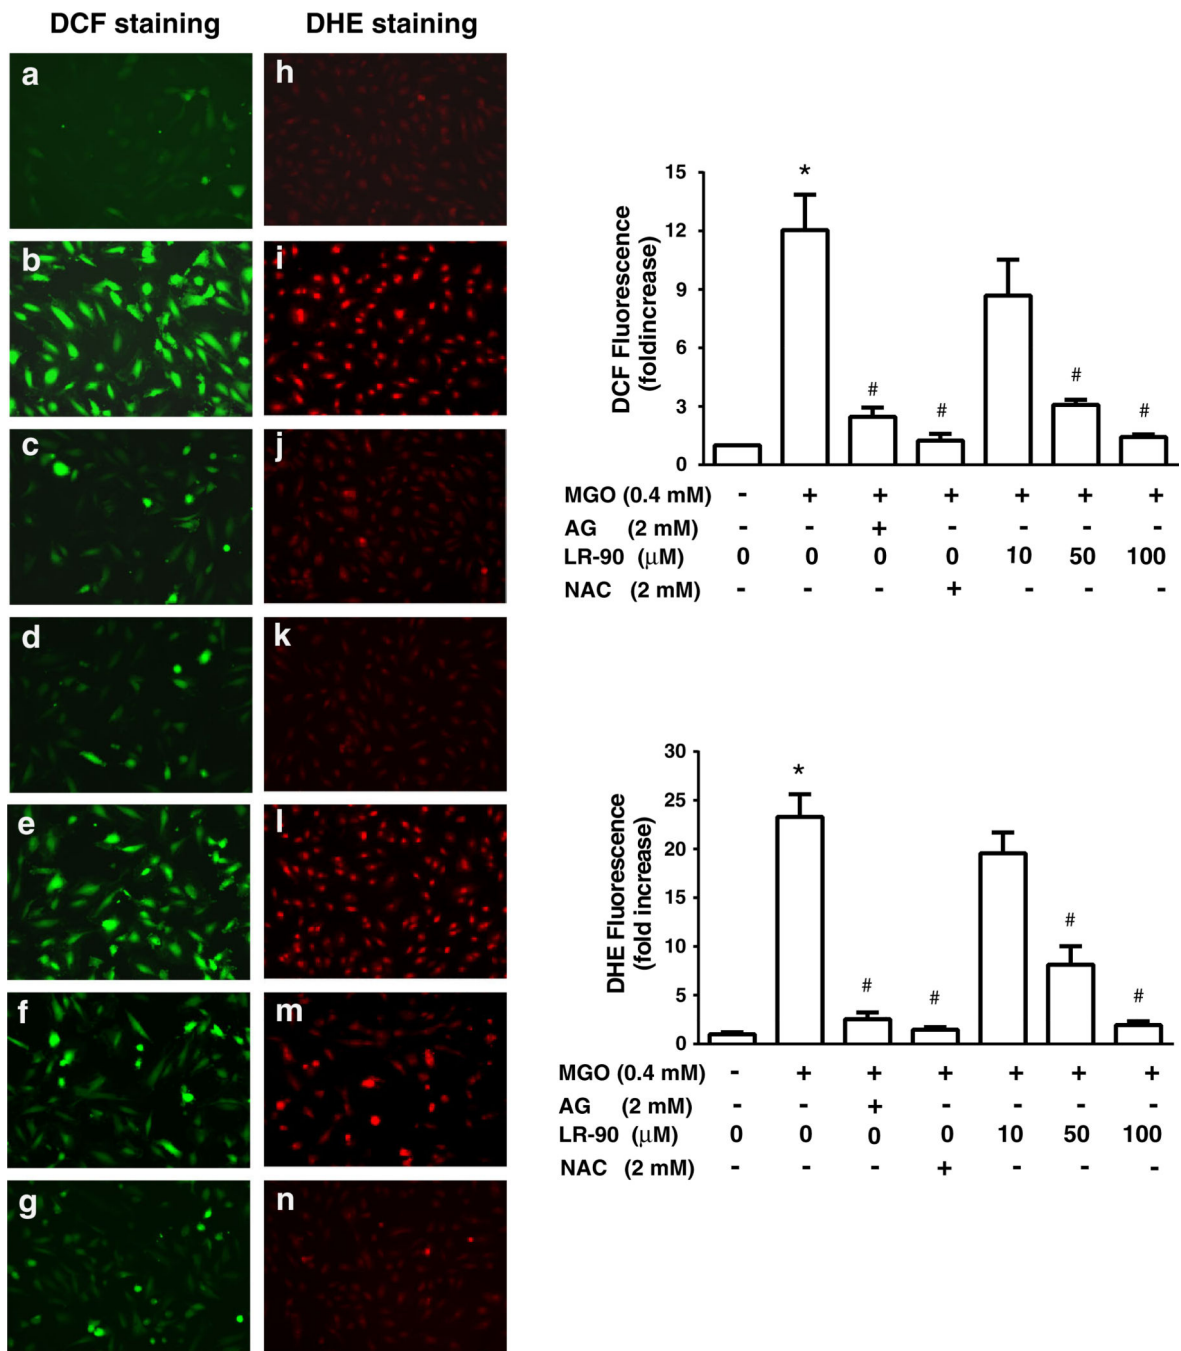 DCF staining
DHE staining
a
h
b
i
c
j
d
k
e
l
f
m
g
n
DCF Fluorescence
(foldincrease)
15
12
9
6
3
0
*
#
#
#
#
MGO (0.4 mM) - + + + + + +
AG (2 mM) - - + - - - -
LR-90 (μM) 0 0 0 0 10 50 100
NAC (2 mM) - - - + - - -
DHE Fluorescence
(fold increase)
30
25
20
15
10
5
0
*
#
#
#
#
MGO (0.4 mM) - + + + + + +
AG (2 mM) - - + - - - -
LR-90 (μM) 0 0 0 0 10 50 100
NAC (2 mM) - - - + - - -